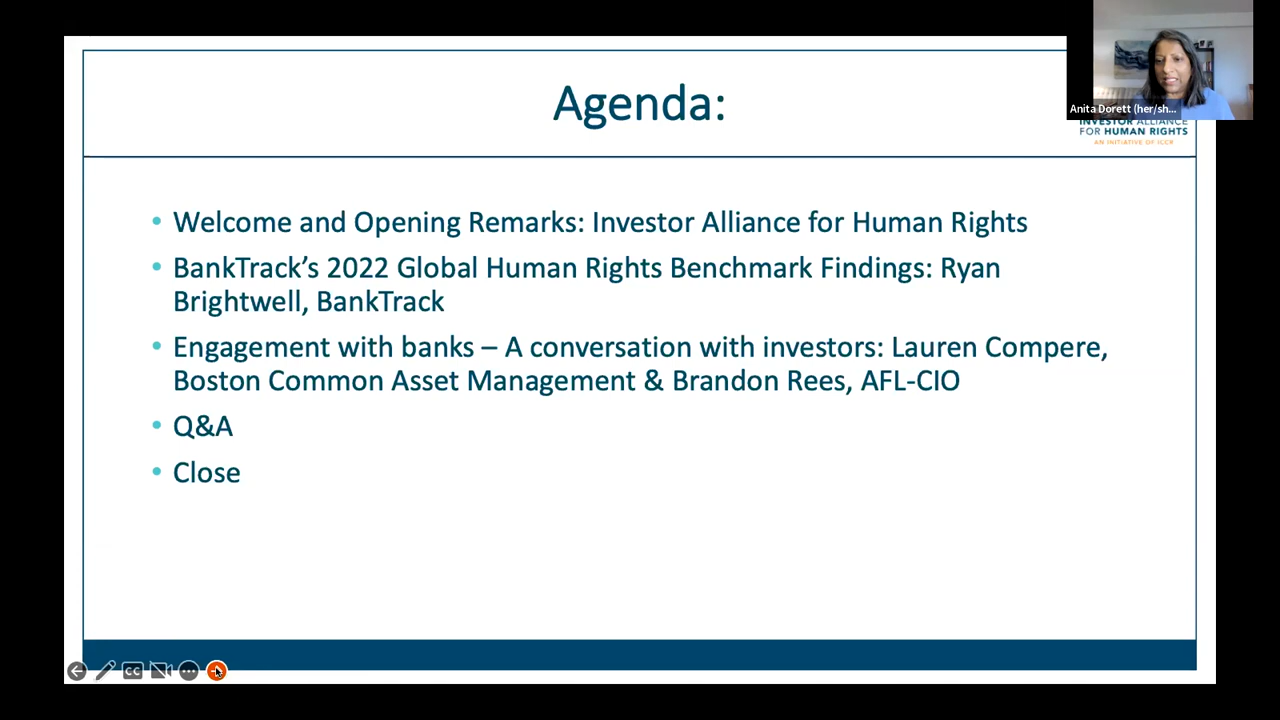 Agenda:
Anita Dorett (her/sh...
INVESTOR ALLIANCE
FOR HUMAN RIGHTS
AN INITIATIVE OF ICCR
• Welcome and Opening Remarks: Investor Alliance for Human Rights
• BankTrack’s 2022 Global Human Rights Benchmark Findings: Ryan
Brightwell, BankTrack
• Engagement with banks – A conversation with investors: Lauren Compere,
Boston Common Asset Management & Brandon Rees, AFL-CIO
• Q&A
• Close
CC